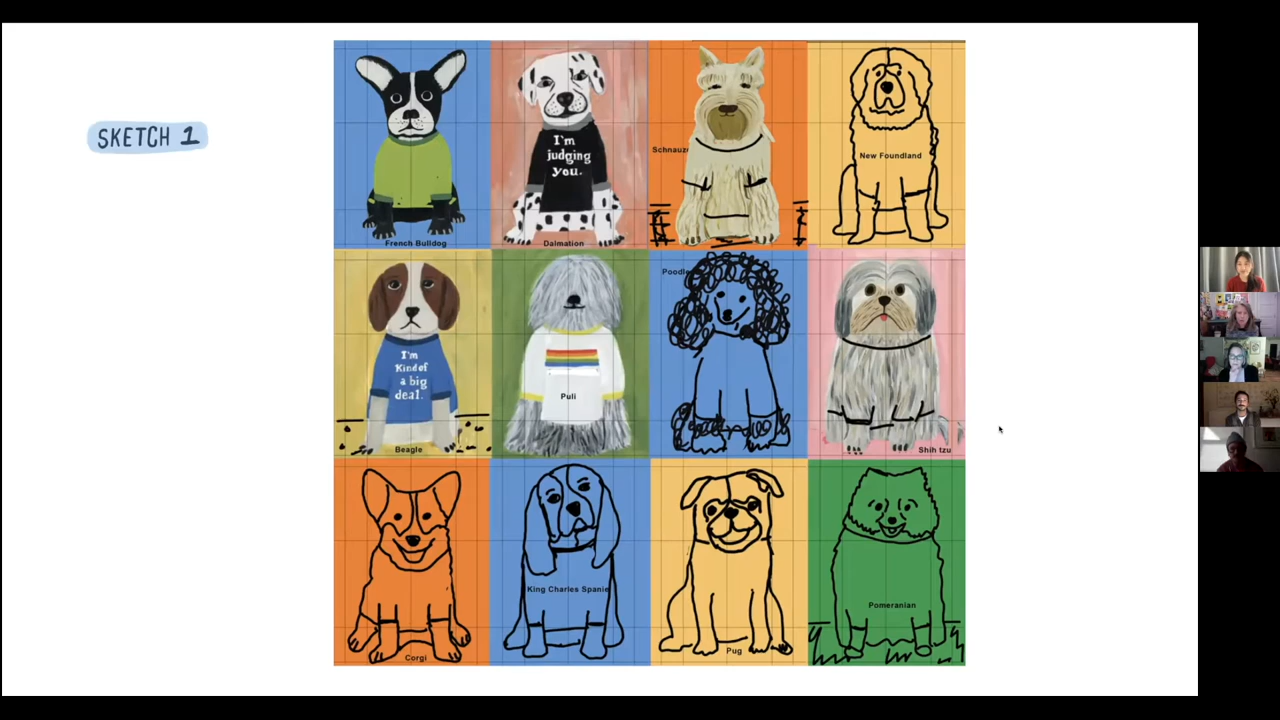 SKETCH 1
I'm
judging
you.
Schnauz
New Foundland
French Bulldog
Dalmation
Poodle
I'm
Kind of
a big
deal.
Puli
Beagle
Shih tzu
King Charles Spanie
Pomeranian
Corgi
Pug